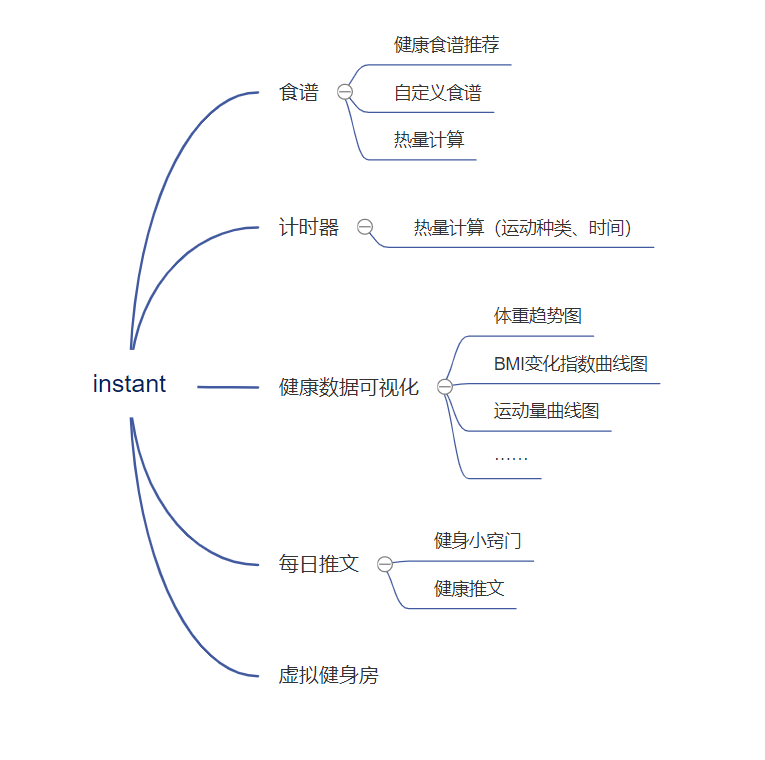 instant
食谱
健康食谱推荐
自定义食谱
热量计算
计时器
热量计算（运动种类、时间）
健康数据可视化
体重趋势图
BMI变化指数曲线图
运动量曲线图
……
每日推文
健身小窍门
健康推文
虚拟健身房